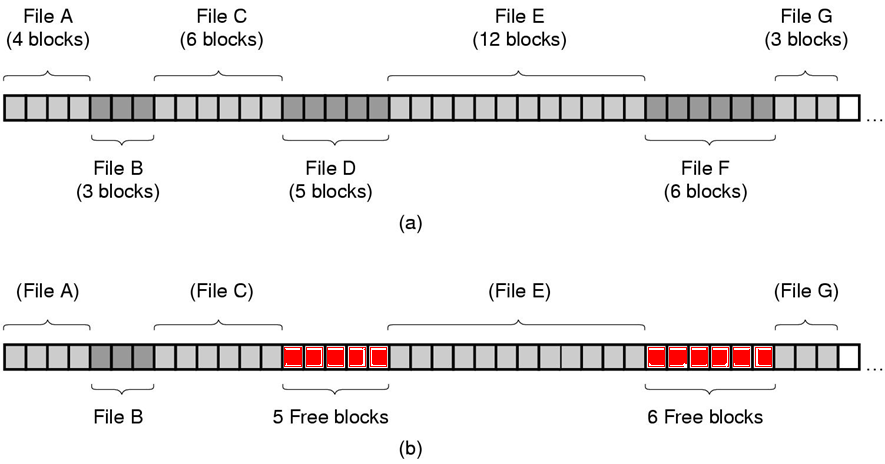 File A
(4 blocks)
File C
(6 blocks)
File E
(12 blocks)
File G
(3 blocks)
...
File B
(3 blocks)
File D
(5 blocks)
File F
(6 blocks)
(a)
(File A)
(File C)
(File E)
(File G)
...
File B
5 Free blocks
6 Free blocks
(b)